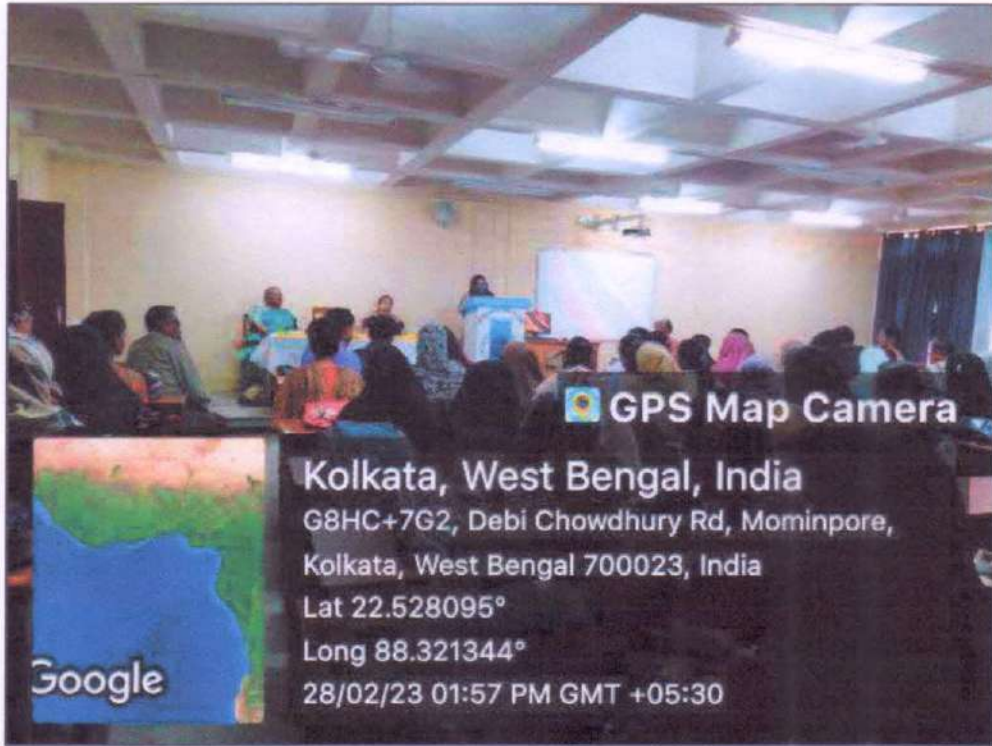 GPS Map Camera
Kolkata, West Bengal, India
G8HC+7G2, Debi Chowdhury Rd, Mominpore,
Kolkata, West Bengal 700023, India
Lat 22.528095°
Long 88.321344°
28/02/23 01:57 PM GMT +05:30
Google